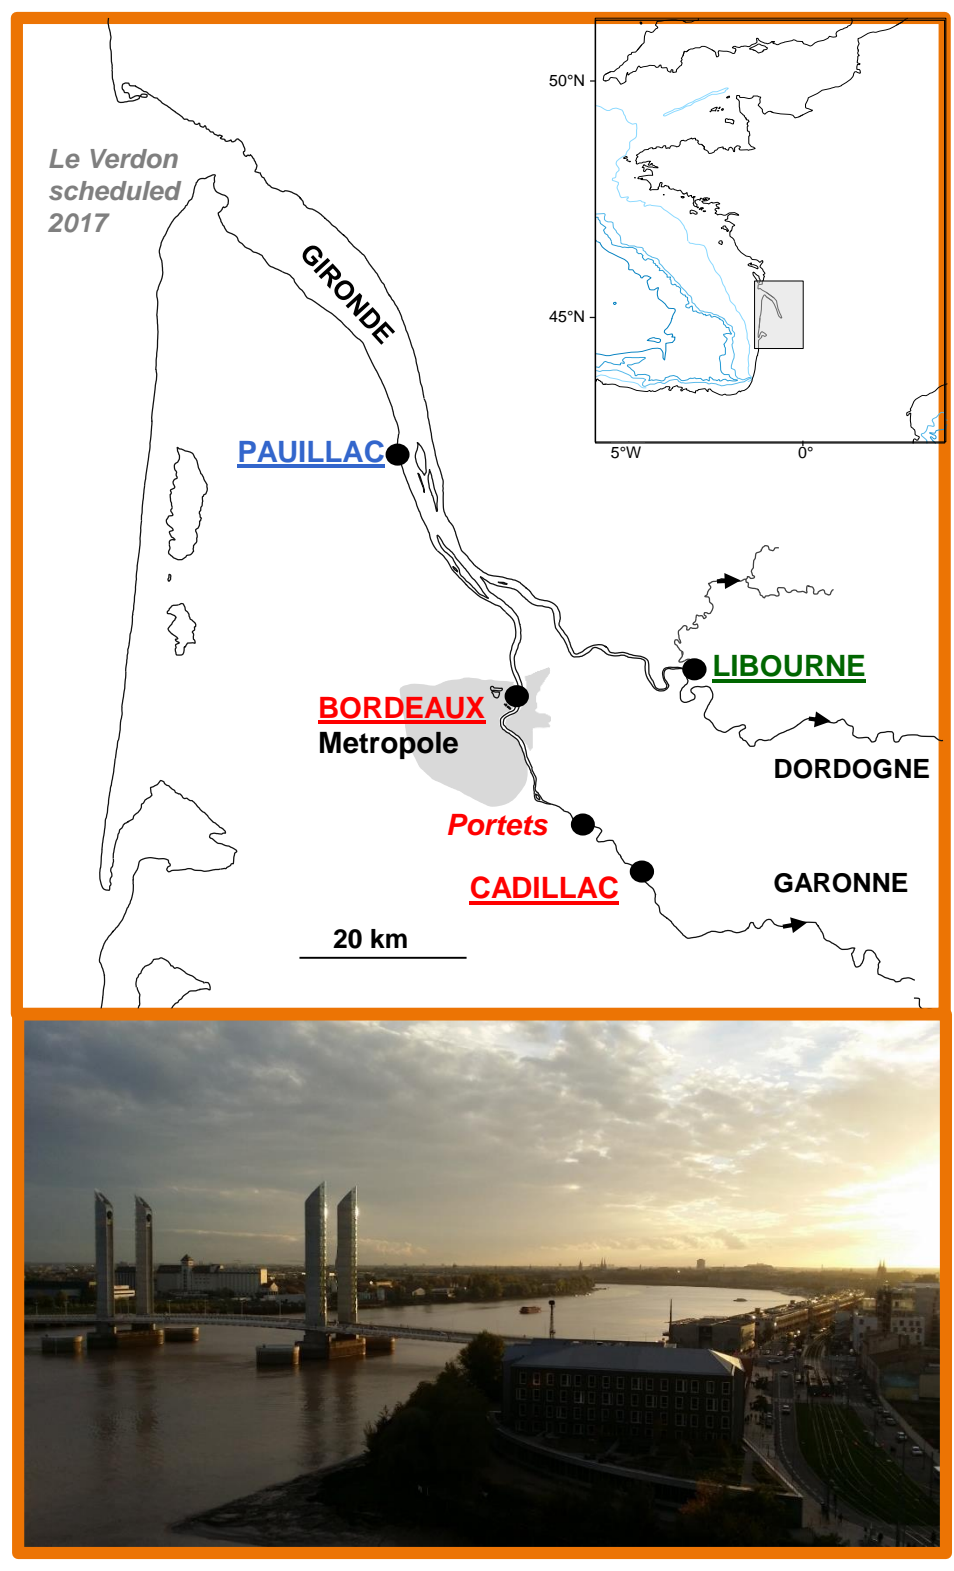 50°N
Le Verdon
scheduled
2017
GIRONDE
45°N
5°W
0°
PAUILLAC
LIBOURNE
BORDEAUX
Metropole
DORDOGNE
Portets
CADILLAC
GARONNE
20 km